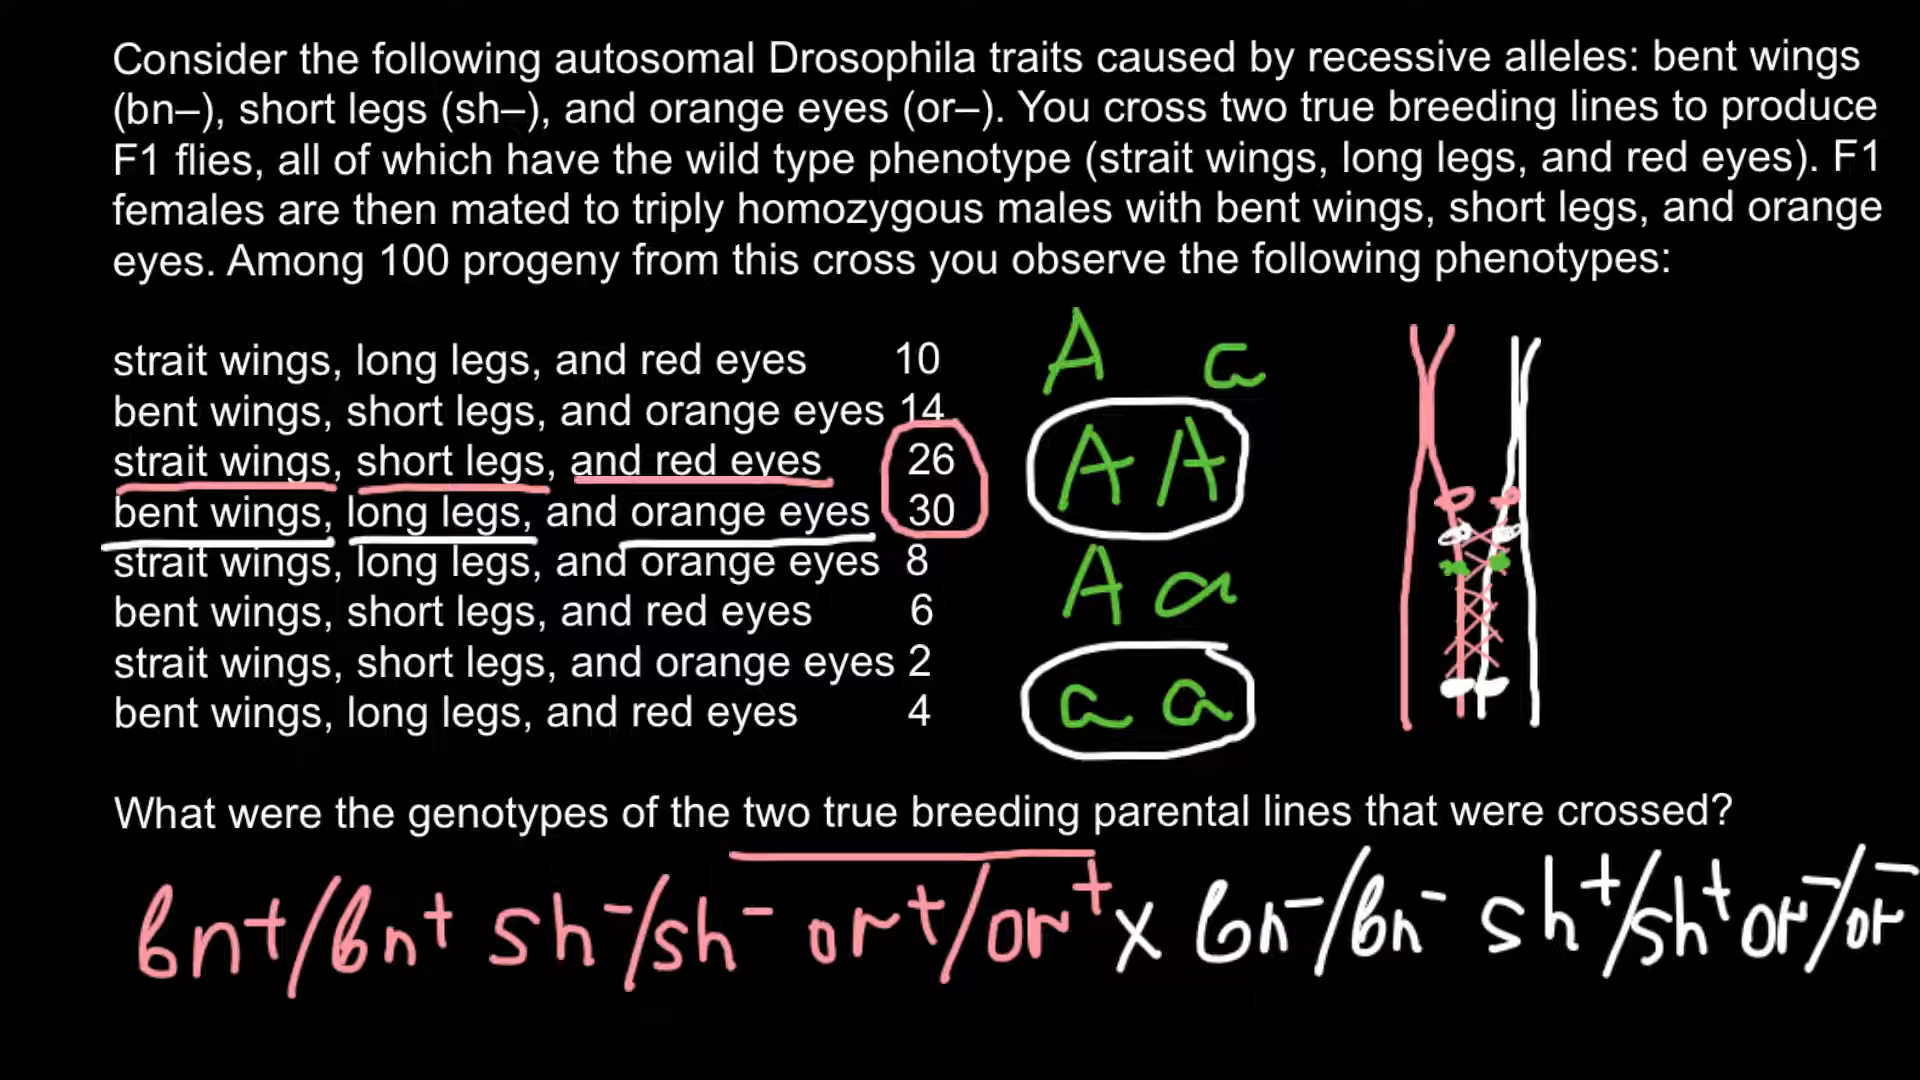 Consider the following autosomal Drosophila traits caused by recessive alleles: bent wings
(bn–), short legs (sh–), and orange eyes (or–). You cross two true breeding lines to produce
F1 flies, all of which have the wild type phenotype (strait wings, long legs, and red eyes). F1
females are then mated to triply homozygous males with bent wings, short legs, and orange
eyes. Among 100 progeny from this cross you observe the following phenotypes:
strait wings, long legs, and red eyes 10
bent wings, short legs, and orange eyes 14
strait wings, short legs, and red eyes 26
bent wings, long legs, and orange eyes 30
strait wings, long legs, and orange eyes 8
bent wings, short legs, and red eyes 6
strait wings, short legs, and orange eyes 2
bent wings, long legs, and red eyes 4
A a
A A
A a
a a
What were the genotypes of the two true breeding parental lines that were crossed?
bn+/bn+ sh-/sh- or+/or+ x bn-/bn- sh+/sh+ or-/or-